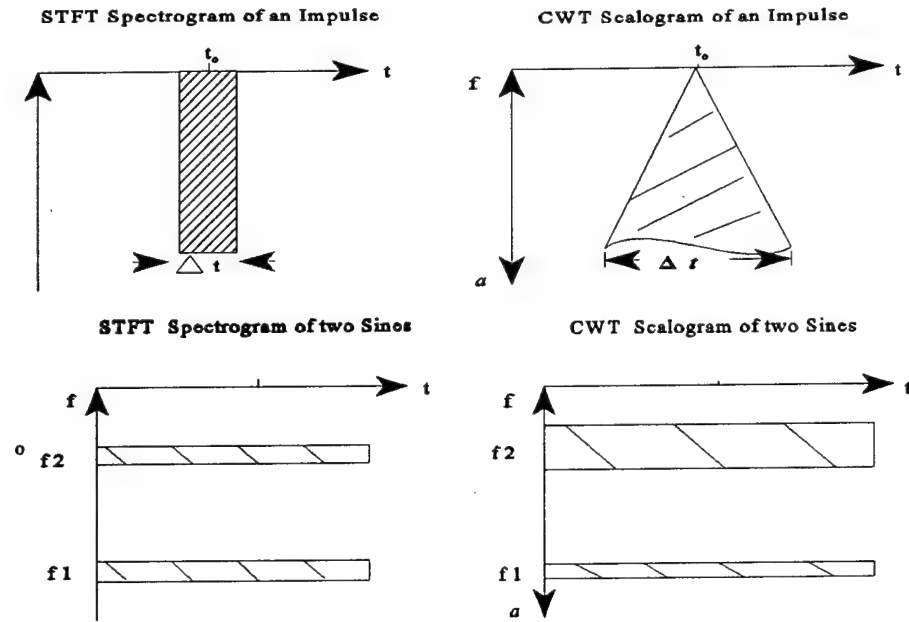 STFT Spectrogram of an Impulse
CWT Scalogram of an Impulse
t₀
t
t₀
t
f
Δ t
Δ t
a
STFT Spectrogram of two Sines
CWT Scalogram of two Sines
f
t
f
t
o
f2
f2
f1
f1
a